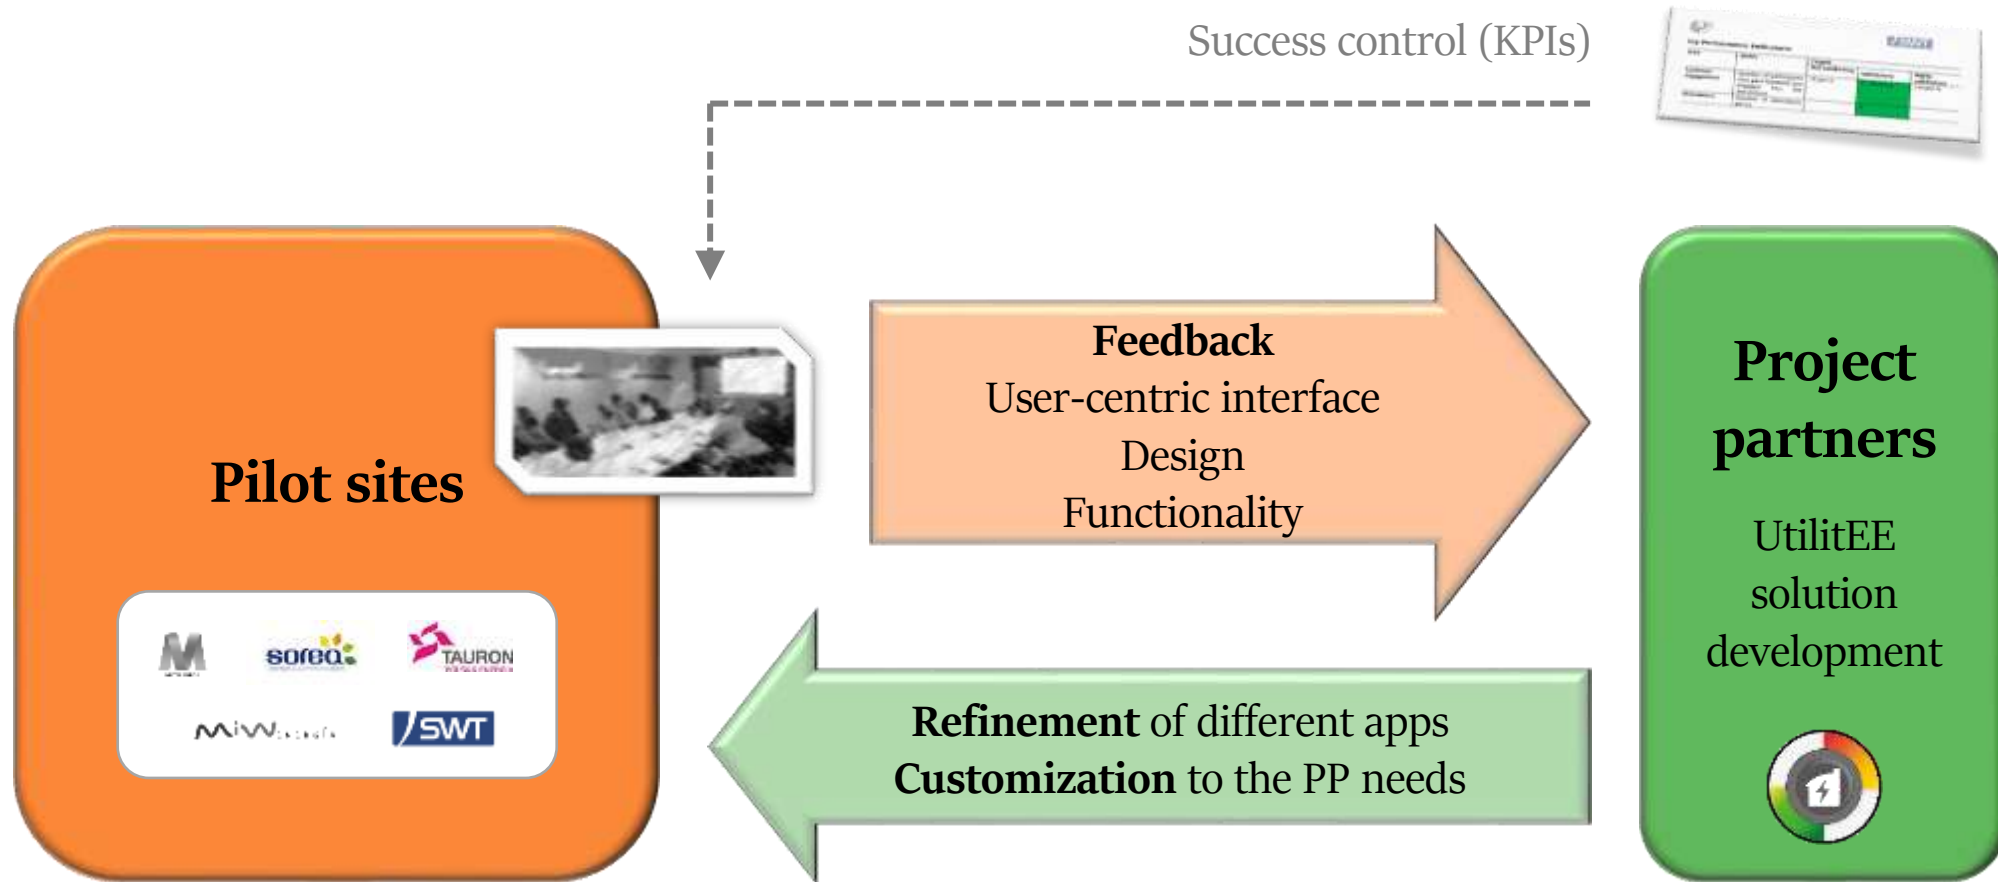 Success control (KPIs)
Feedback
User-centric interface
Design
Functionality
Project
partners
UtilitEE
solution
development
Pilot sites
sorea
TAURON
MiW
SWT
Refinement of different apps
Customization to the PP needs